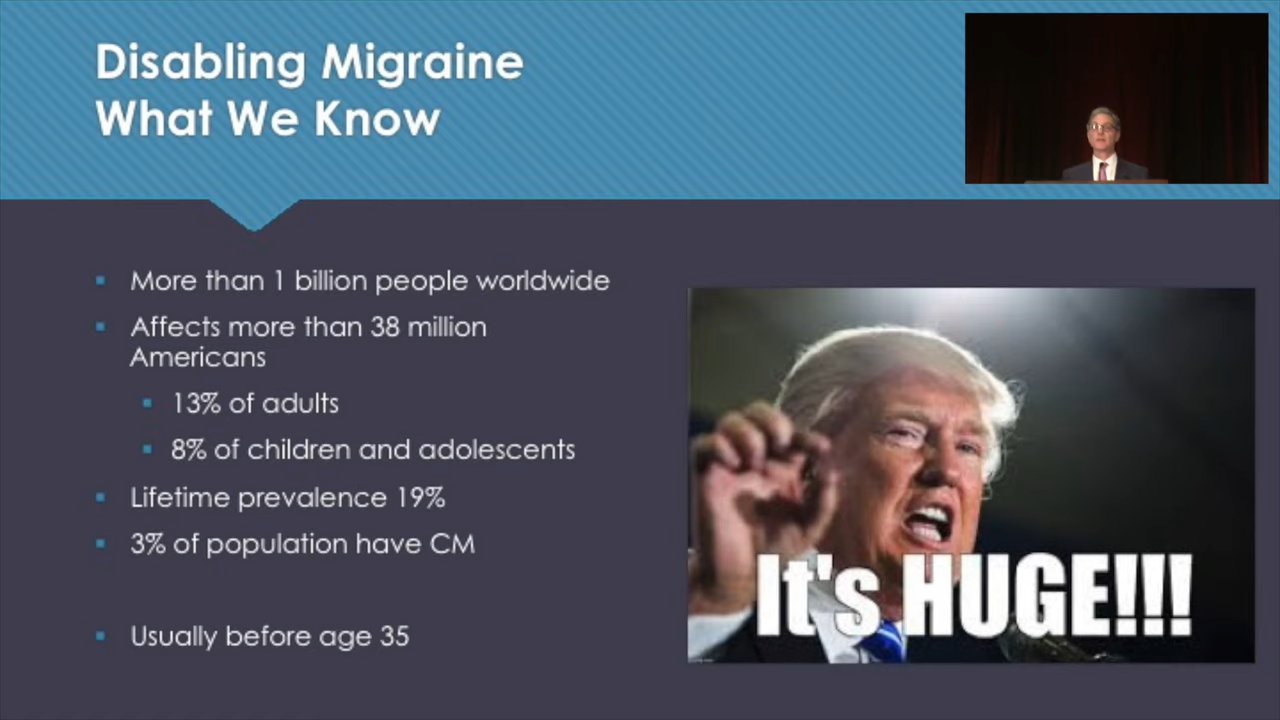 Disabling Migraine
What We Know
More than 1 billion people worldwide
Affects more than 38 million
Americans
13% of adults
8% of children and adolescents
Lifetime prevalence 19%
3% of population have CM
Usually before age 35
It's HUGE!!!